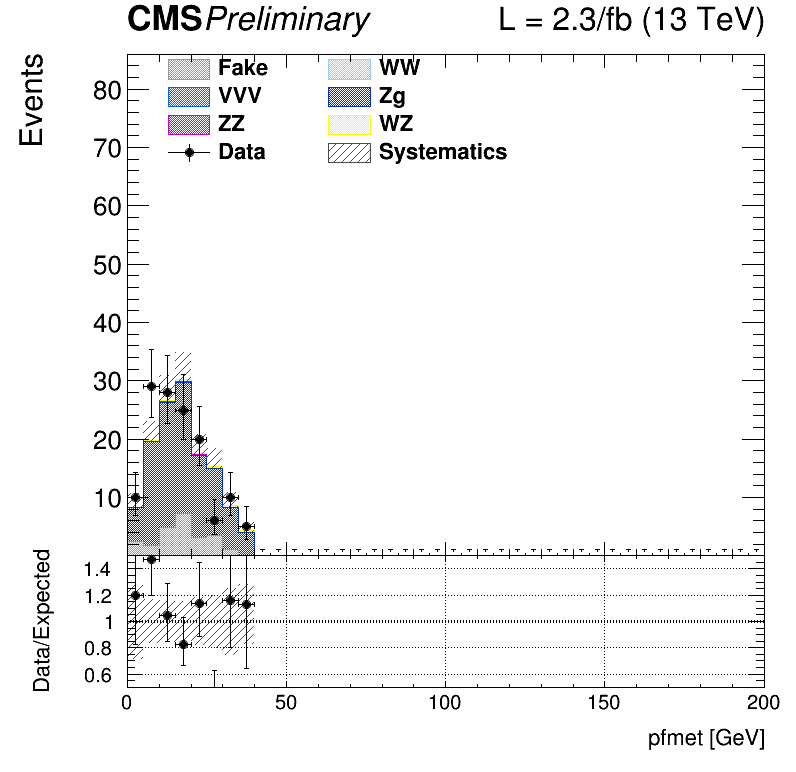 CMS Preliminary L = 2.3/fb (13 TeV)
Events
Fake WW
VVV Zg
ZZ WZ
Data Systematics
80
70
60
50
40
30
20
10
Data/Expected
1.4
1.2
1
0.8
0.6
0 50 100 150 200
pfmet [GeV]